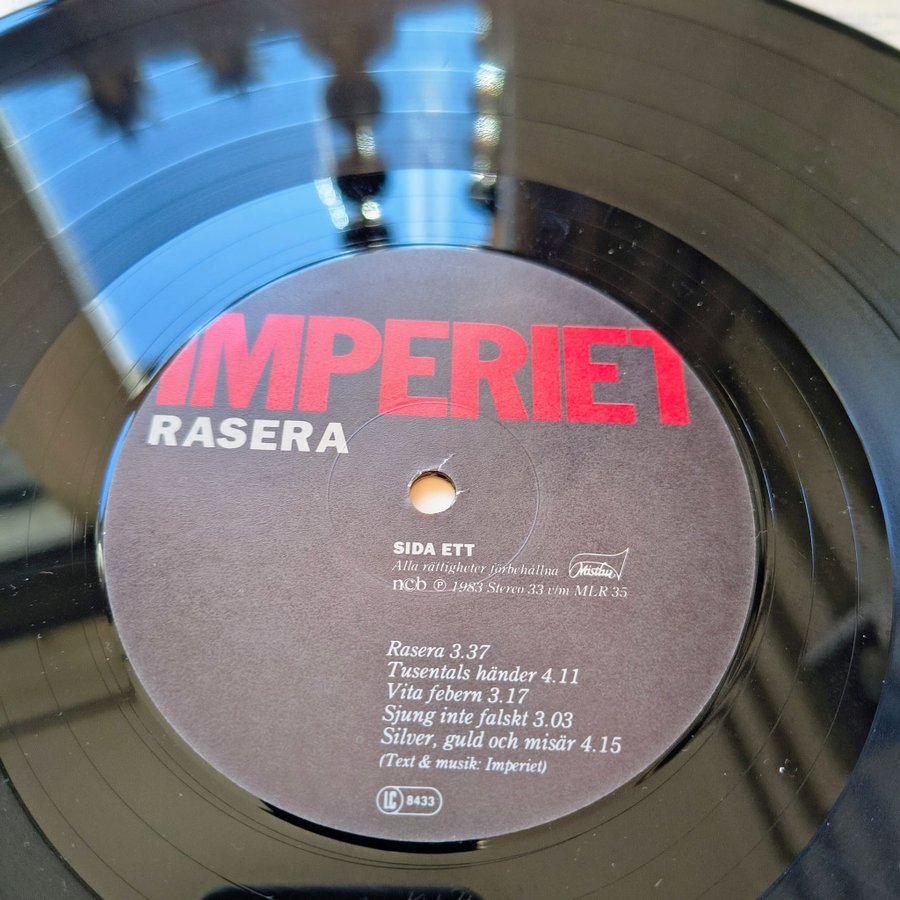 IMPERIET
RASERA
SIDA ETT
Alla rättigheter förbehållna Mistlur
ncb Ⓟ 1983 Stereo 33 v/m MLR 35
Rasera 3.37
Tusentals händer 4.11
Vita febern 3.17
Sjung inte falskt 3.03
Silver, guld och misär 4.15
(Text & musik: Imperiet)
LC 8433